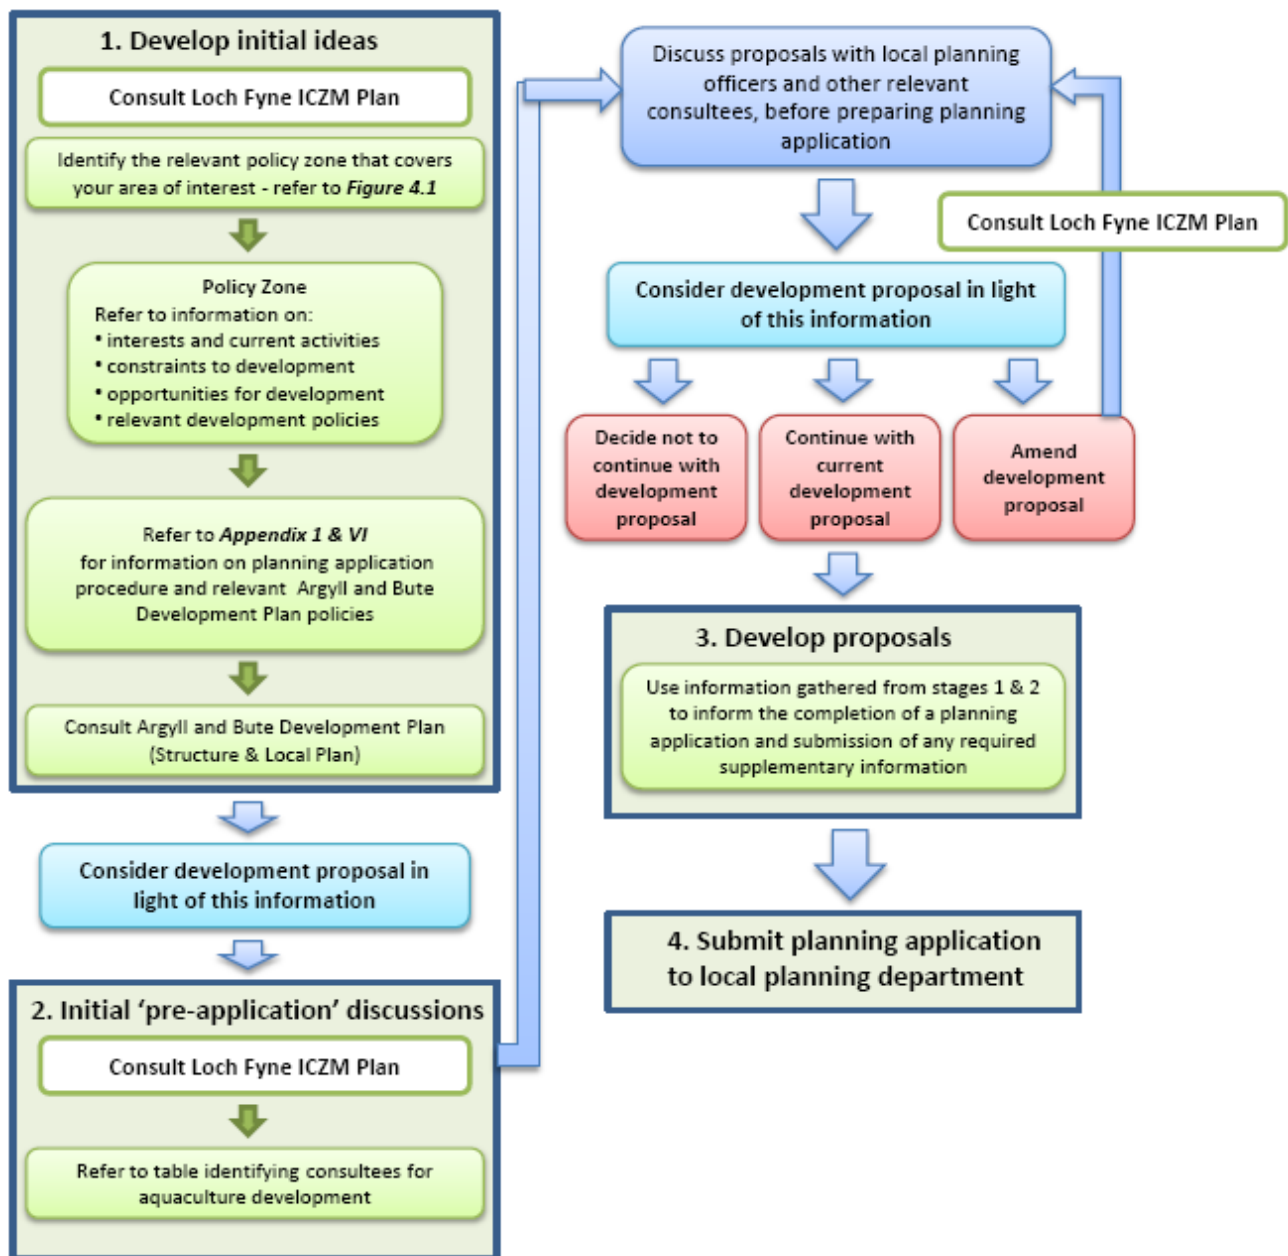 1. Develop initial ideas
Consult Loch Fyne ICZM Plan
Identify the relevant policy zone that covers
your area of interest - refer to Figure 4.1
Policy Zone
Refer to information on:
• interests and current activities
• constraints to development
• opportunities for development
• relevant development policies
Refer to Appendix 1 & VI
for information on planning application
procedure and relevant Argyll and Bute
Development Plan policies
Consult Argyll and Bute Development Plan
(Structure & Local Plan)
Consider development proposal in
light of this information
2. Initial ‘pre-application’ discussions
Consult Loch Fyne ICZM Plan
Refer to table identifying consultees for
aquaculture development
Discuss proposals with local planning
officers and other relevant
consultees, before preparing planning
application
Consult Loch Fyne ICZM Plan
Consider development proposal in light
of this information
Decide not to
continue with
development
proposal
Continue with
current
development
proposal
Amend
development
proposal
3. Develop proposals
Use information gathered from stages 1 & 2
to inform the completion of a planning
application and submission of any required
supplementary information
4. Submit planning application
to local planning department